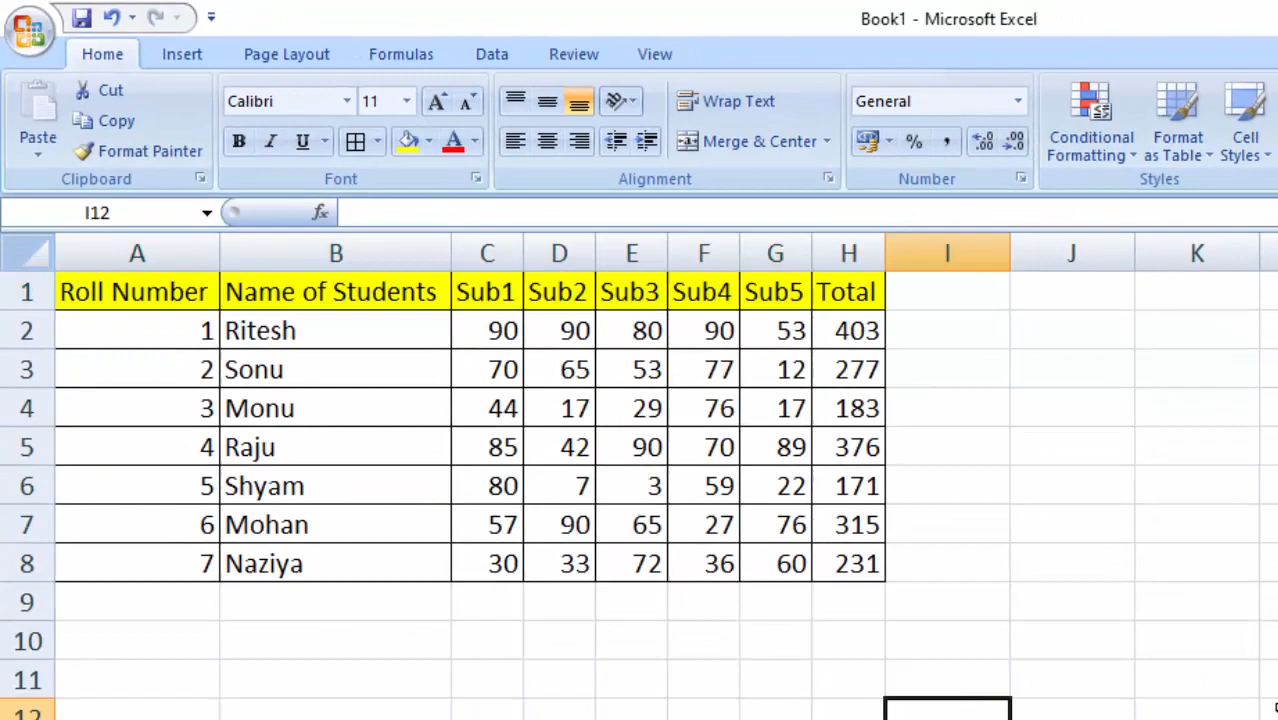 Book1 - Microsoft Excel
Home Insert Page Layout Formulas Data Review View
Paste Cut Copy Format Painter Clipboard
Calibri 11 A A B I U A Font
Wrap Text Merge & Center Alignment
General % , .0 .00 .00 .0 Number
Conditional Formatting Format as Table Cell Styles Styles
I12 fx
A B C D E F G H I J K
1 Roll Number Name of Students Sub1 Sub2 Sub3 Sub4 Sub5 Total
2 1 Ritesh 90 90 80 90 53 403
3 2 Sonu 70 65 53 77 12 277
4 3 Monu 44 17 29 76 17 183
5 4 Raju 85 42 90 70 89 376
6 5 Shyam 80 7 3 59 22 171
7 6 Mohan 57 90 65 27 76 315
8 7 Naziya 30 33 72 36 60 231
9
10
11
12